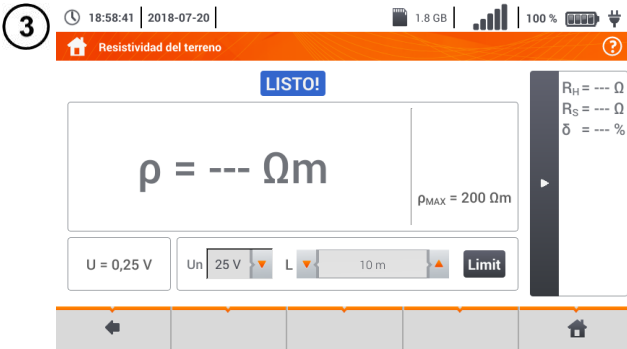 3
18:58:41 2018-07-20 1.8 GB 100 %
Resistividad del terreno ?
LISTO!
ρ = --- Ωm
ρMAX = 200 Ωm
RH = --- Ω
RS = --- Ω
δ = --- %
U = 0,25 V
Un 25 V L 10 m Limit